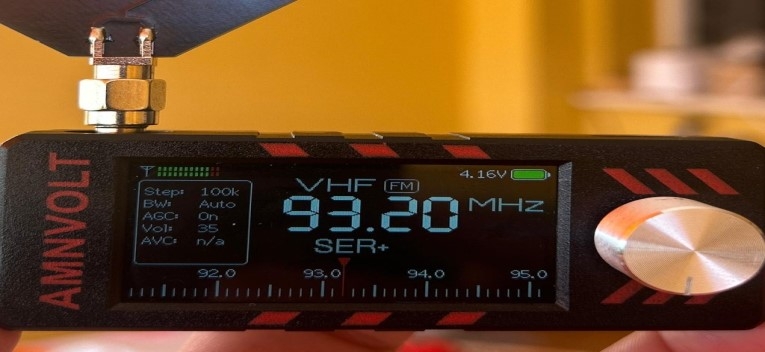 AMNVOLT
4.16V
Step: 100k
BW: Auto
AGC: On
Vol: 35
AVC: n/a
VHF FM
93.20 MHz
SER+
92.0 93.0 94.0 95.0